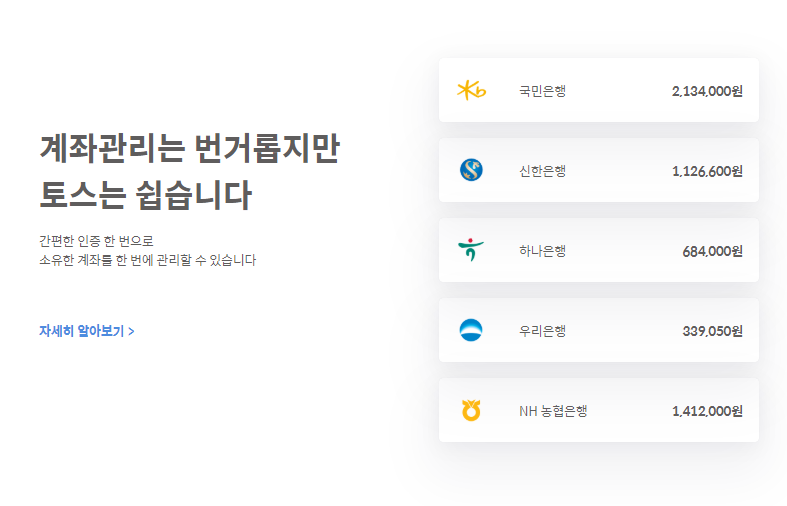 계좌관리는 번거롭지만
토스는 쉽습니다
간편한 인증 한 번으로
소유한 계좌를 한 번에 관리할 수 있습니다
자세히 알아보기 >
국민은행 2,134,000원
신한은행 1,126,600원
하나은행 684,000원
우리은행 339,050원
NH 농협은행 1,412,000원